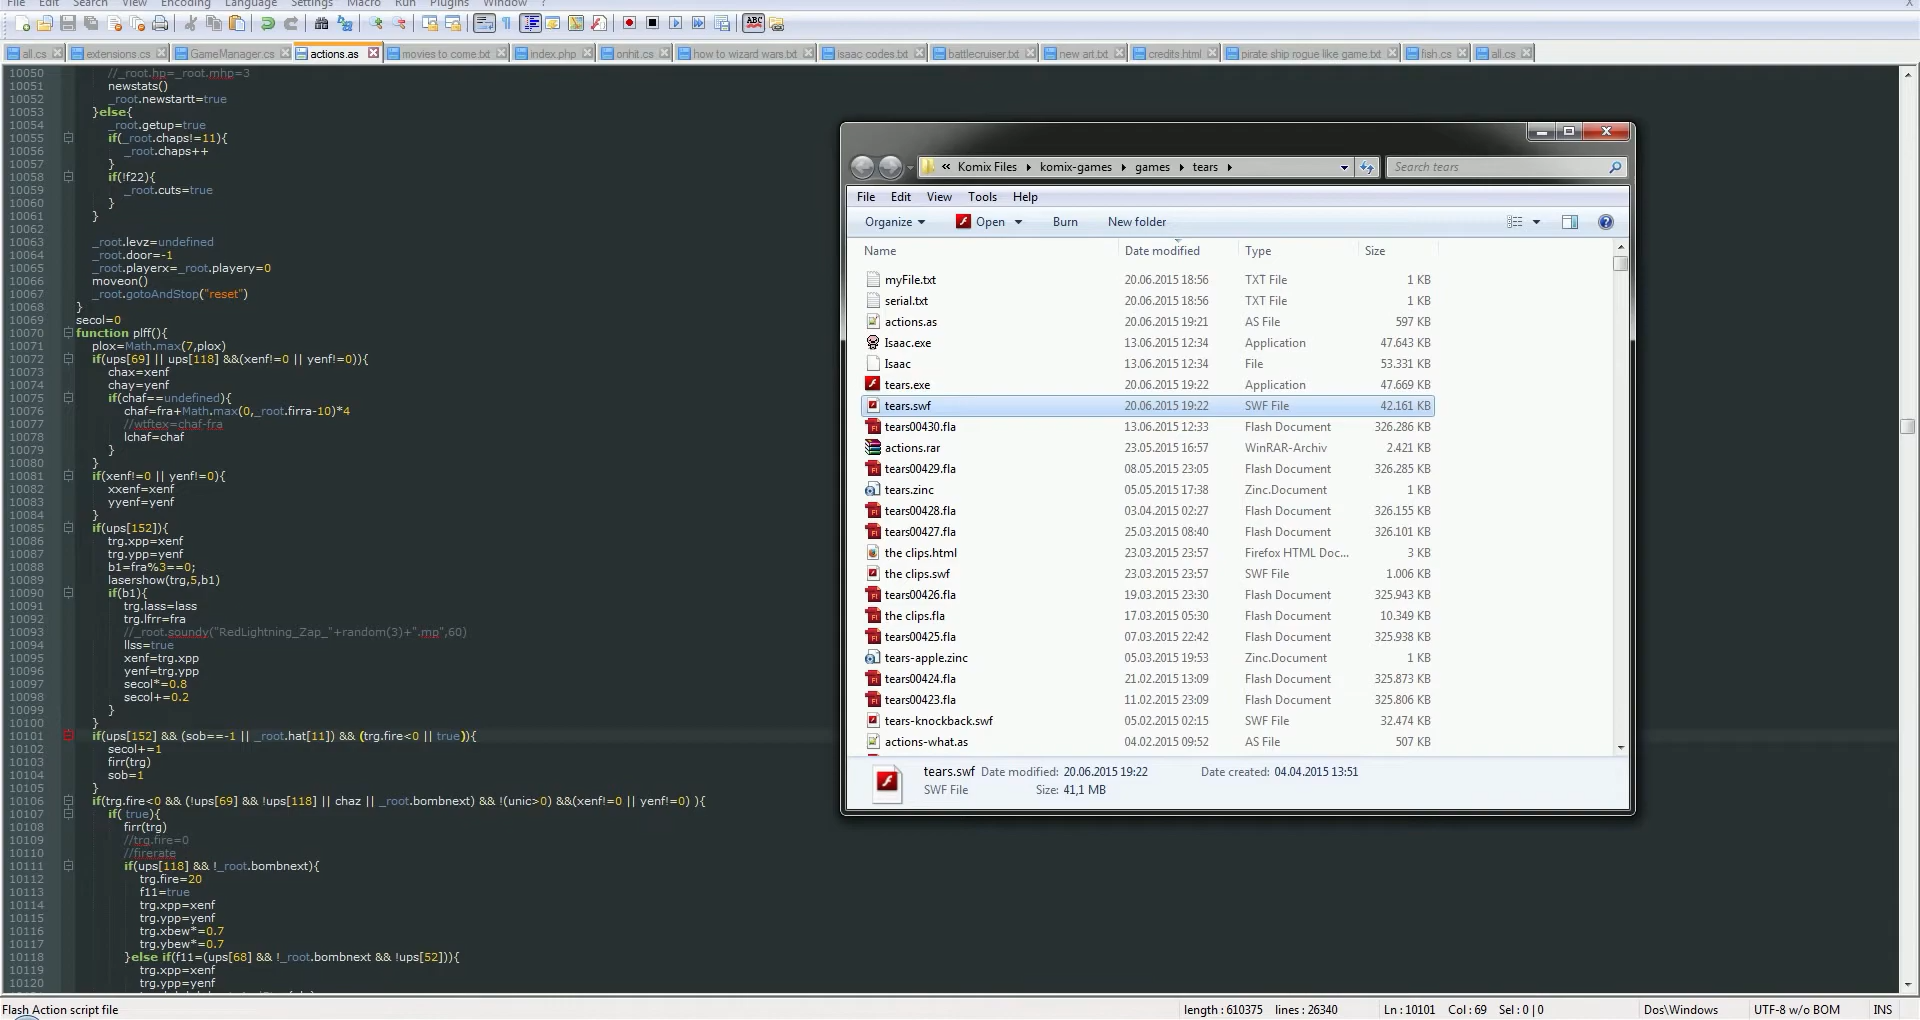 File Edit Search View Encoding Language Settings Macro Run Plugins Window ?
all.cs extensions.cs GameManager.cs actions.as movies to come.txt index.php onhit.cs how to wizard wars.txt isaac codes.txt battlecruiser.txt new art.txt credits.html pirate ship rogue like game.txt fish.cs all.cs
10050 //_root.hp=_root.mhp=3
10051 newstats()
10052 _root.newstartt=true
10053 }else{
10054 _root.getup=true
10055 if(_root.chaps!=11){
10056 _root.chaps++
10057 }
10058 if(!f22){
10059 _root.cuts=true
10060 }
10061 }
10062
10063 _root.levz=undefined
10064 _root.door=-1
10065 _root.playerx=_root.playery=0
10066 moveon()
10067 _root.gotoAndStop("reset")
10068 }
10069 secol=0
10070 function plff(){
10071 plox=Math.max(7,plox)
10072 if(ups[69] || ups[118] &&(xenf!=0 || yenf!=0)){
10073 chax=xenf
10074 chay=yenf
10075 if(chaf==undefined){
10076 chaf=fra+Math.max(0,_root.firra-10)*4
10077 //wtftex=chaf-fra
10078 lchaf=chaf
10079 }
10080 }
10081 if(xenf!=0 || yenf!=0){
10082 xxenf=xenf
10083 yyenf=yenf
10084 }
10085 if(ups[152]){
10086 trg.xpp=xenf
10087 trg.ypp=yenf
10088 b1=fra%3==0;
10089 lasershow(trg,5,b1)
10090 if(b1){
10091 trg.lass=lass
10092 trg.lfrr=fra
10093 //_root.soundy("RedLightning_Zap_"+random(3)+".mp",60)
10094 llss=true
10095 xenf=trg.xpp
10096 yenf=trg.ypp
10097 secol*=0.8
10098 secol+=0.2
10099 }
10100 }
10101 if(ups[152] && (sob==-1 || _root.hat[11]) && (trg.fire<0 || true)){
10102 secol+=1
10103 firr(trg)
10104 sob=1
10105 }
10106 if(trg.fire<0 && (!ups[69] && !ups[118] || chaz || _root.bombnext) && !(unic>0) &&(xenf!=0 || yenf!=0) ){
10107 if( true){
10108 firr(trg)
10109 //trg.fire=0
10110 //firerate
10111 if(ups[118] && !_root.bombnext){
10112 trg.fire=20
10113 f11=true
10114 trg.xpp=xenf
10115 trg.ypp=yenf
10116 trg.xbew*=0.7
10117 trg.ybew*=0.7
10118 }else if(f11=(ups[68] && !_root.bombnext && !ups[52])){
10119 trg.xpp=xenf
10120 trg.ypp=yenf
« Komix Files komix-games games tears Search tears
File Edit View Tools Help
Organize Open Burn New folder
Name Date modified Type Size
myFile.txt 20.06.2015 18:56 TXT File 1 KB
serial.txt 20.06.2015 18:56 TXT File 1 KB
actions.as 20.06.2015 19:21 AS File 597 KB
Isaac.exe 13.06.2015 12:34 Application 47.643 KB
Isaac 13.06.2015 12:34 File 53.331 KB
tears.exe 20.06.2015 19:22 Application 47.669 KB
tears.swf 20.06.2015 19:22 SWF File 42.161 KB
tears00430.fla 13.06.2015 12:33 Flash Document 326.286 KB
actions.rar 23.05.2015 16:57 WinRAR-Archiv 2.421 KB
tears00429.fla 08.05.2015 23:05 Flash Document 326.285 KB
tears.zinc 05.05.2015 17:38 Zinc.Document 1 KB
tears00428.fla 03.04.2015 02:27 Flash Document 326.155 KB
tears00427.fla 25.03.2015 08:40 Flash Document 326.101 KB
the clips.html 23.03.2015 23:57 Firefox HTML Doc... 3 KB
the clips.swf 23.03.2015 23:57 SWF File 1.006 KB
tears00426.fla 19.03.2015 23:30 Flash Document 325.943 KB
the clips.fla 17.03.2015 05:30 Flash Document 10.349 KB
tears00425.fla 07.03.2015 22:42 Flash Document 325.938 KB
tears-apple.zinc 05.03.2015 19:53 Zinc.Document 1 KB
tears00424.fla 21.02.2015 13:09 Flash Document 325.873 KB
tears00423.fla 11.02.2015 23:09 Flash Document 325.806 KB
tears-knockback.swf 05.02.2015 02:15 SWF File 32.474 KB
actions-what.as 04.02.2015 09:52 AS File 507 KB
tears.swf Date modified: 20.06.2015 19:22 Date created: 04.04.2015 13:51
SWF File Size: 41,1 MB
Flash Action script file length : 610375 lines : 26340 Ln : 10101 Col : 69 Sel : 0 | 0 Dos\Windows UTF-8 w/o BOM INS